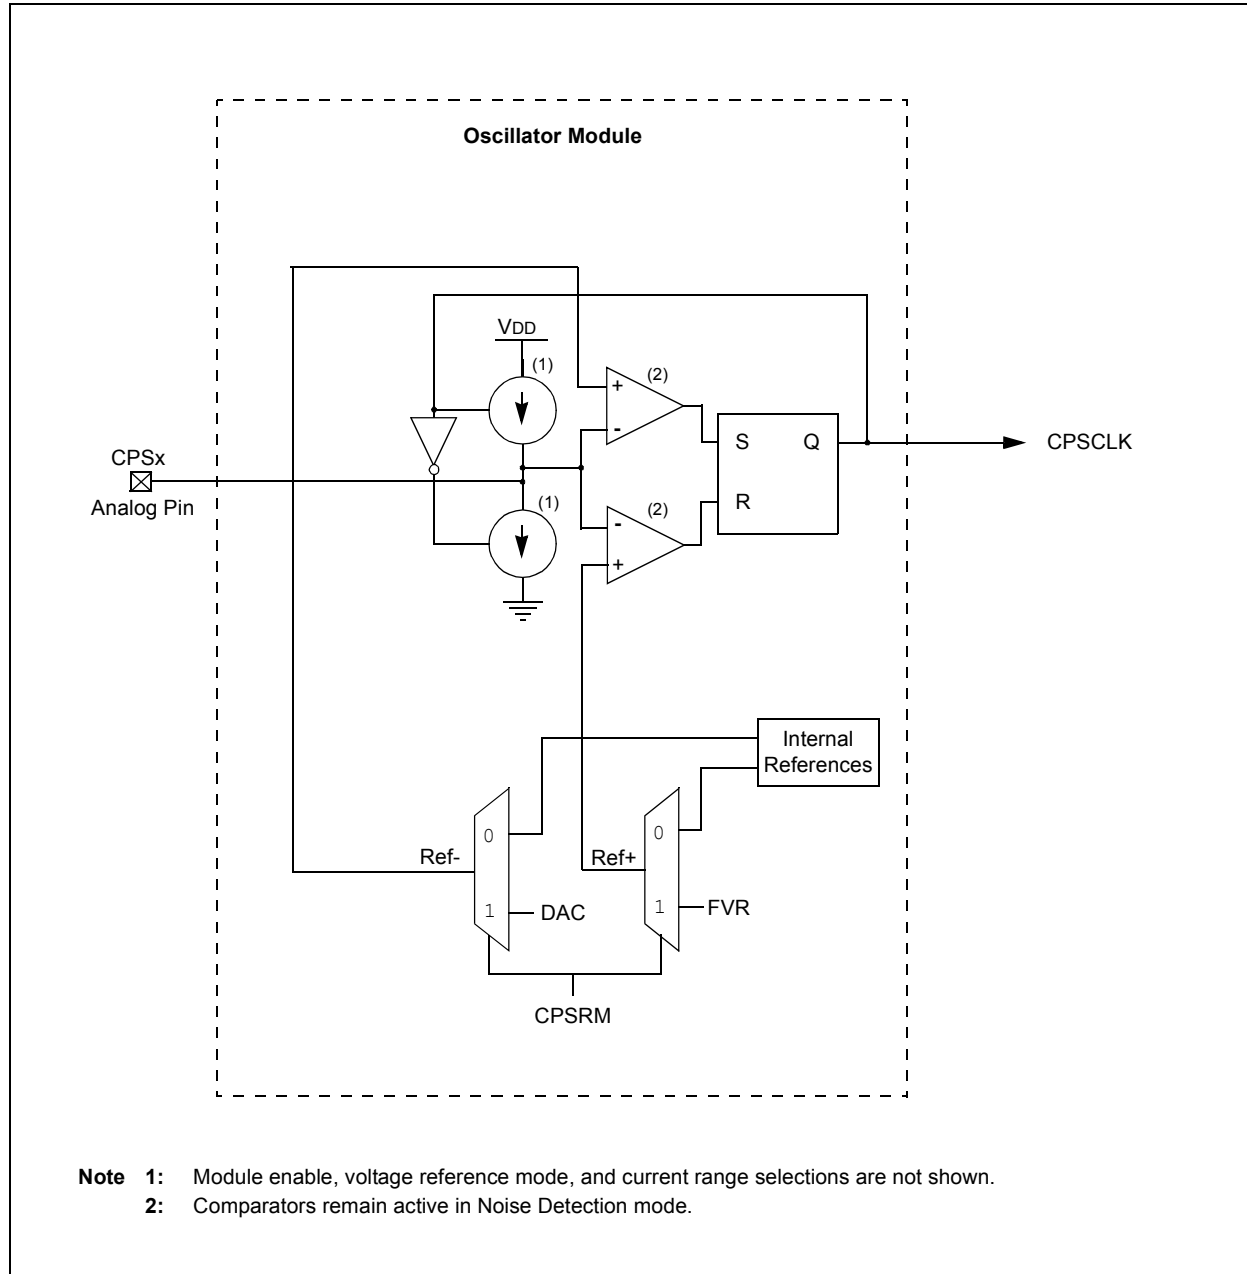 Oscillator Module
VDD
(1)
(2)
+
-
S Q
R
CPSCLK
CPSx
Analog Pin
(1)
(2)
-
+
Internal
References
0
0
Ref-
Ref+
1
DAC
1
FVR
CPSRM
Note 1: Module enable, voltage reference mode, and current range selections are not shown.
2: Comparators remain active in Noise Detection mode.